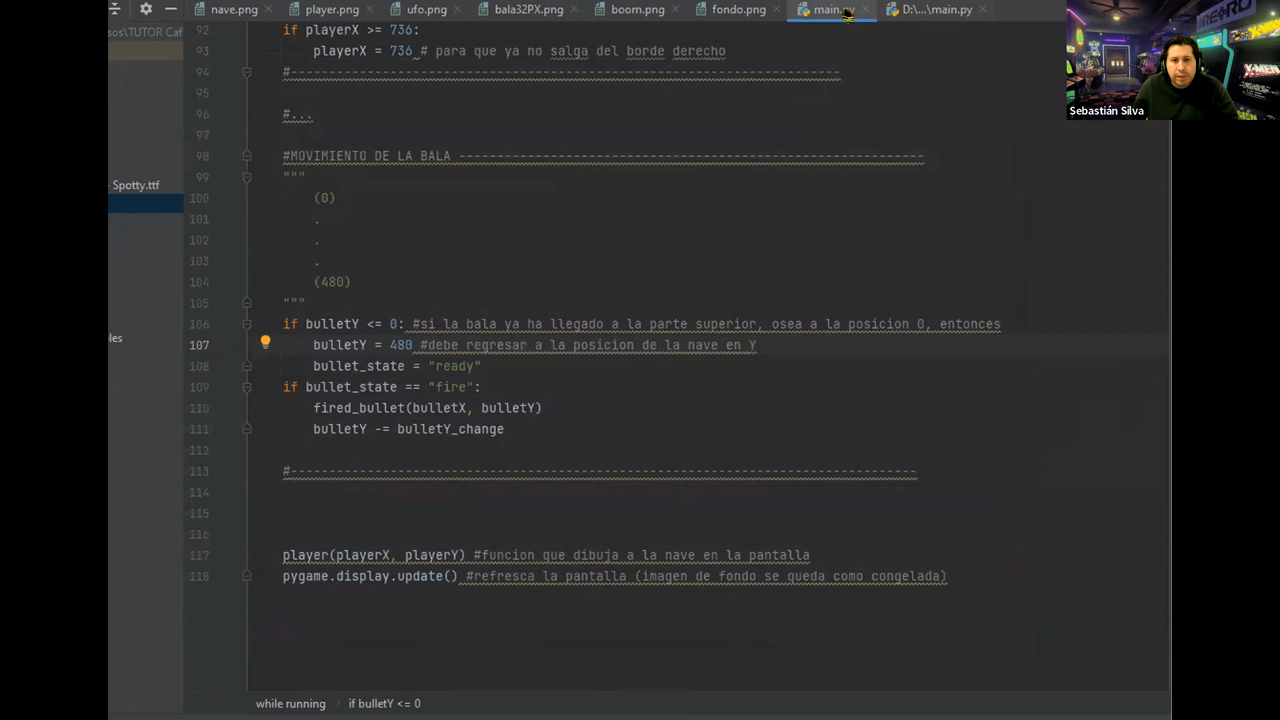 nave.png player.png ufo.png bala32PX.png boom.png fondo.png main.py D:\...\main.py
RETRO
X-MEN
Sebastián Silva
sos/TUTOR Caf
Spotty.ttf
les
92 if playerX >= 736:
93 playerX = 736 # para que ya no salga del borde derecho
94 #------------------------------------------------------------------------
95
96 #...
97
98 #MOVIMIENTO DE LA BALA -------------------------------------------------------------
99 """
100 (0)
101 .
102 .
103 .
104 (480)
105 """
106 if bulletY <= 0: #si la bala ya ha llegado a la parte superior, osea a la posicion 0, entonces
107 bulletY = 480 #debe regresar a la posicion de la nave en Y
108 bullet_state = "ready"
109 if bullet_state == "fire":
110 fired_bullet(bulletX, bulletY)
111 bulletY -= bulletY_change
112
113 #----------------------------------------------------------------------------------
114
115
116
117 player(playerX, playerY) #funcion que dibuja a la nave en la pantalla
118 pygame.display.update() #refresca la pantalla (imagen de fondo se queda como congelada)
while running if bulletY <= 0